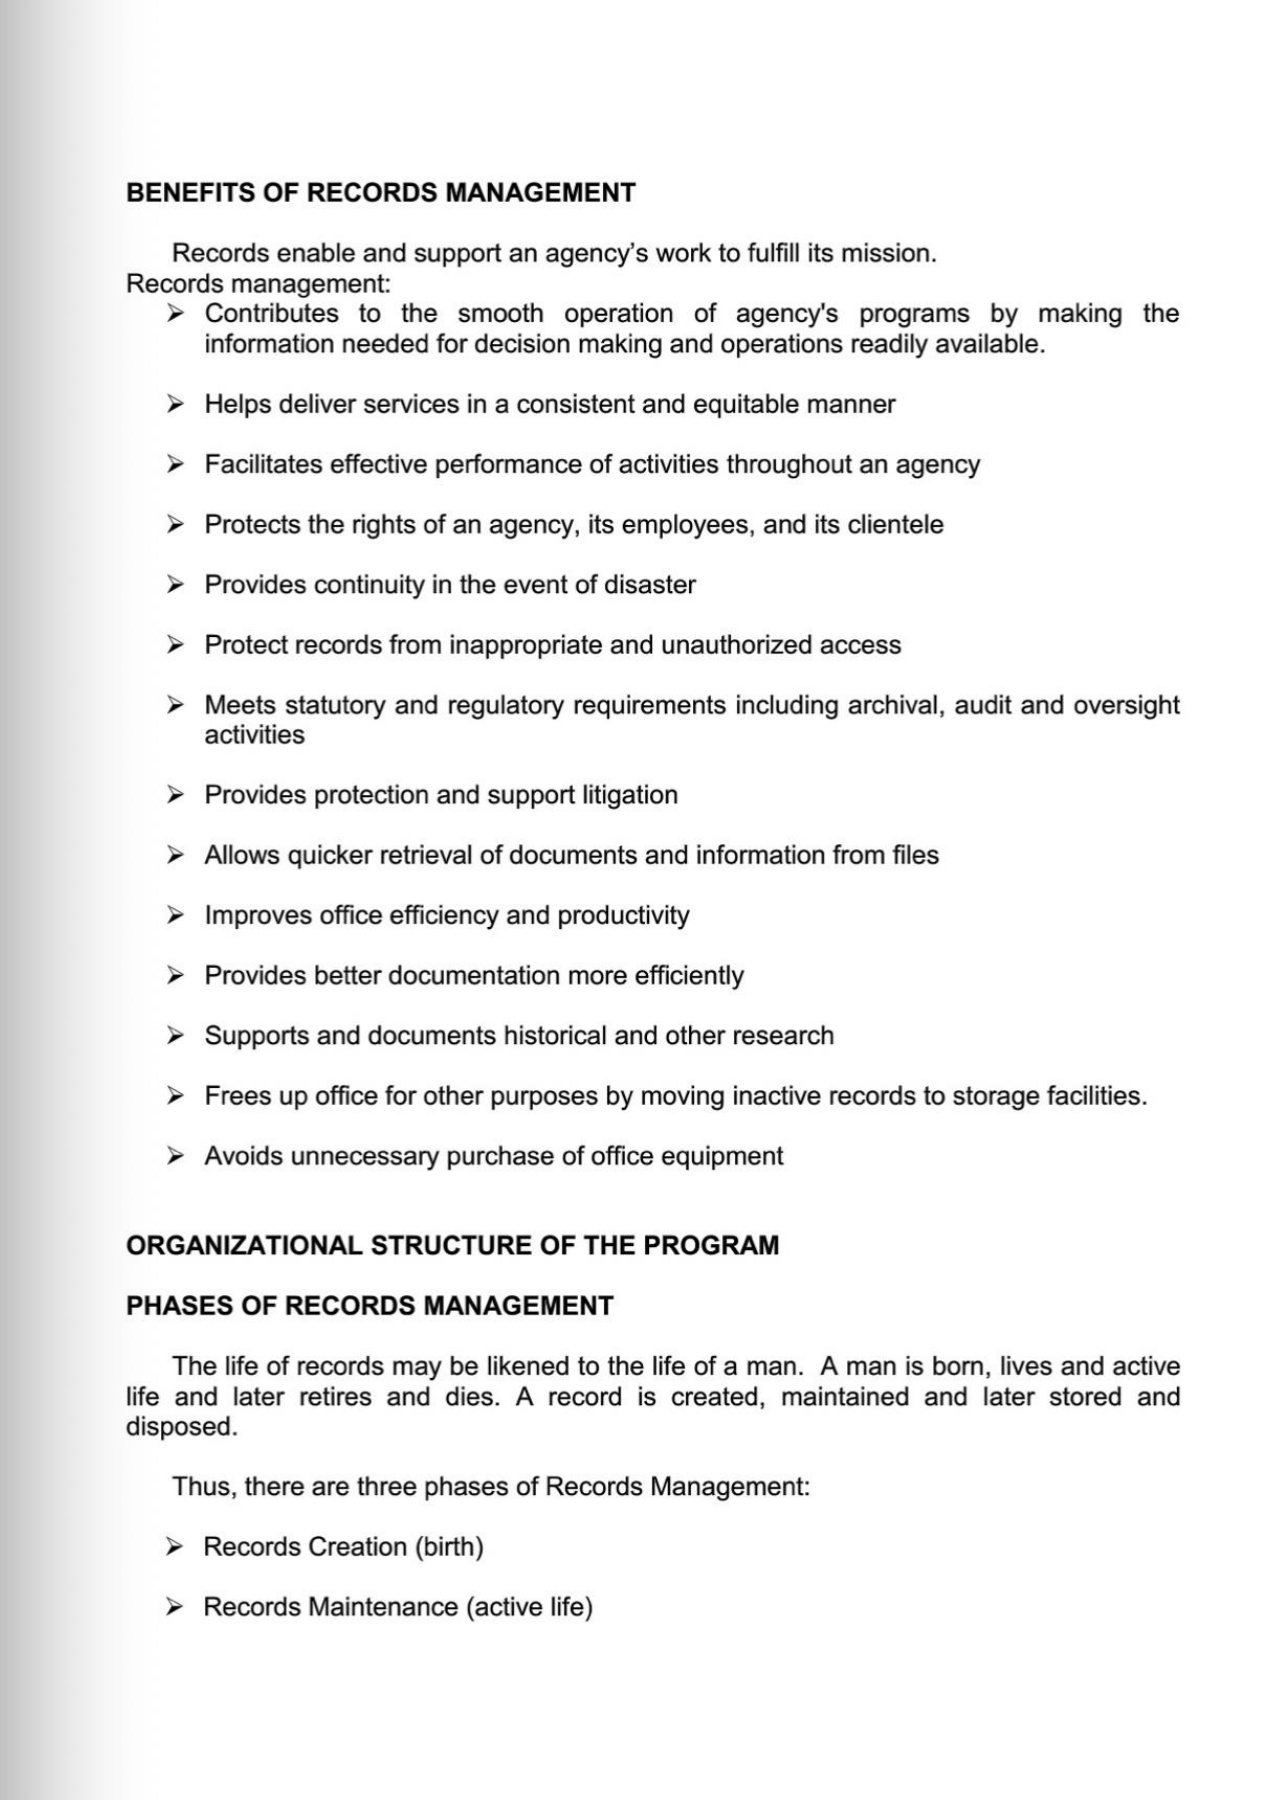 BENEFITS OF RECORDS MANAGEMENT
Records enable and support an agency’s work to fulfill its mission.
Records management:
➢ Contributes to the smooth operation of agency's programs by making the
information needed for decision making and operations readily available.
➢ Helps deliver services in a consistent and equitable manner
➢ Facilitates effective performance of activities throughout an agency
➢ Protects the rights of an agency, its employees, and its clientele
➢ Provides continuity in the event of disaster
➢ Protect records from inappropriate and unauthorized access
➢ Meets statutory and regulatory requirements including archival, audit and oversight
activities
➢ Provides protection and support litigation
➢ Allows quicker retrieval of documents and information from files
➢ Improves office efficiency and productivity
➢ Provides better documentation more efficiently
➢ Supports and documents historical and other research
➢ Frees up office for other purposes by moving inactive records to storage facilities.
➢ Avoids unnecessary purchase of office equipment
ORGANIZATIONAL STRUCTURE OF THE PROGRAM
PHASES OF RECORDS MANAGEMENT
The life of records may be likened to the life of a man. A man is born, lives and active
life and later retires and dies. A record is created, maintained and later stored and
disposed.
Thus, there are three phases of Records Management:
➢ Records Creation (birth)
➢ Records Maintenance (active life)